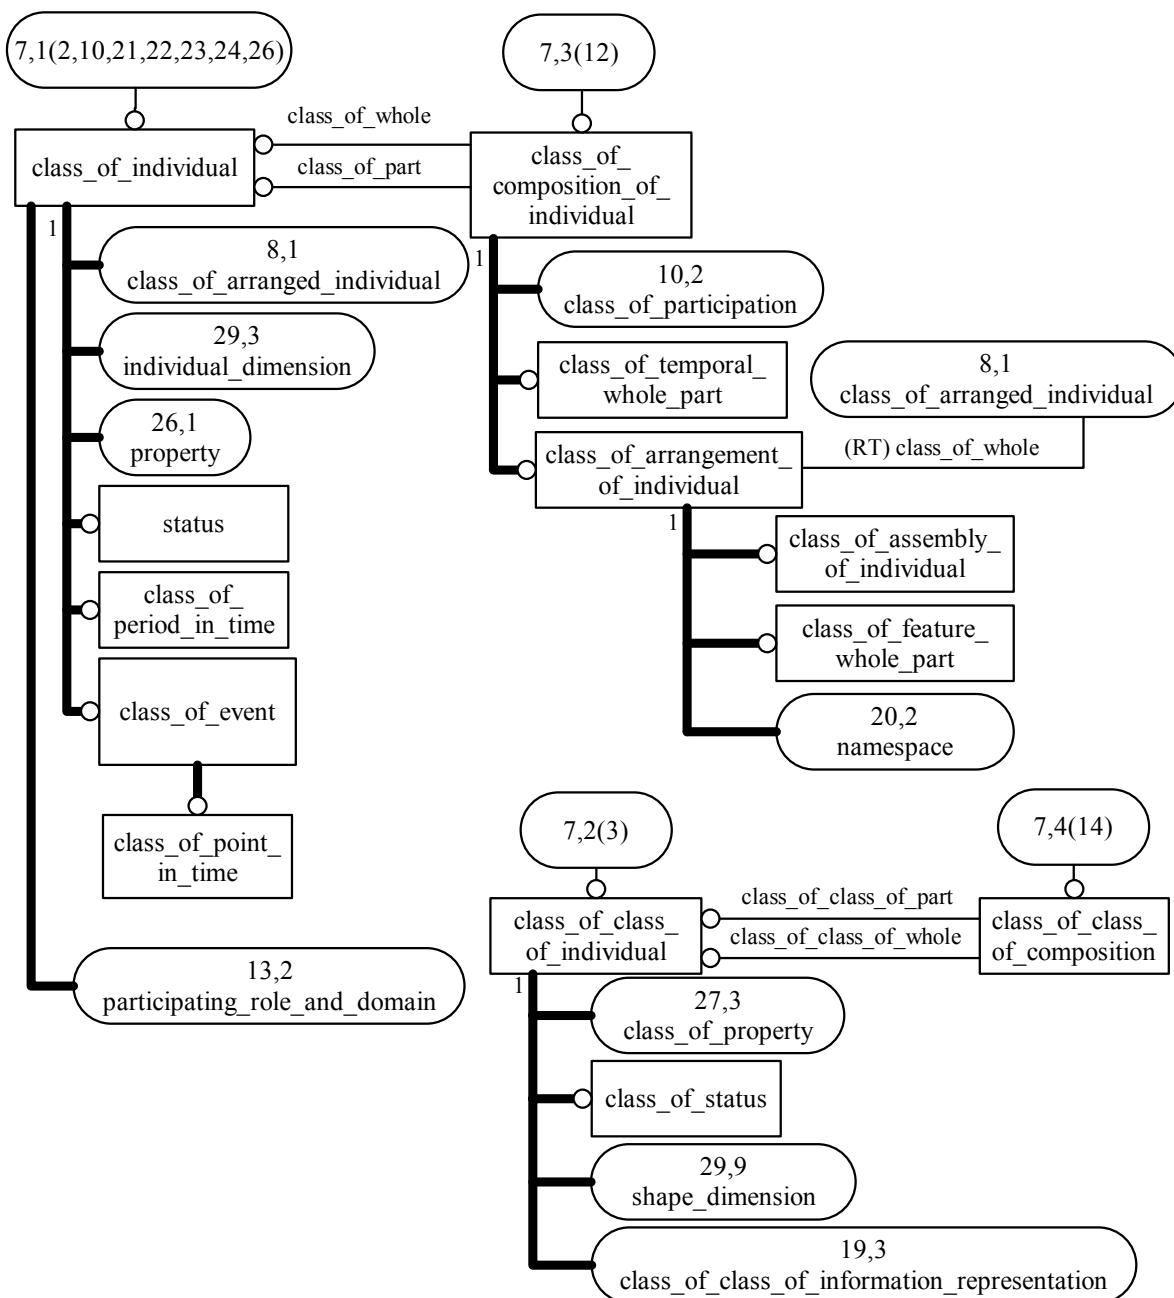 7,1(2,10,21,22,23,24,26)
7,3(12)
class_of_whole
class_of_individual
class_of_part
class_of_
composition_of_
individual
1
1
8,1
class_of_arranged_individual
10,2
class_of_participation
29,3
individual_dimension
class_of_temporal_
whole_part
8,1
class_of_arranged_individual
26,1
property
class_of_arrangement_
of_individual
(RT) class_of_whole
1
status
class_of_assembly_
of_individual
class_of_
period_in_time
class_of_feature_
whole_part
class_of_event
20,2
namespace
class_of_point_
in_time
7,2(3)
7,4(14)
class_of_class_of_part
class_of_class_
of_individual
class_of_class_of_whole
class_of_class_
of_composition
1
13,2
participating_role_and_domain
27,3
class_of_property
class_of_status
29,9
shape_dimension
19,3
class_of_class_of_information_representation